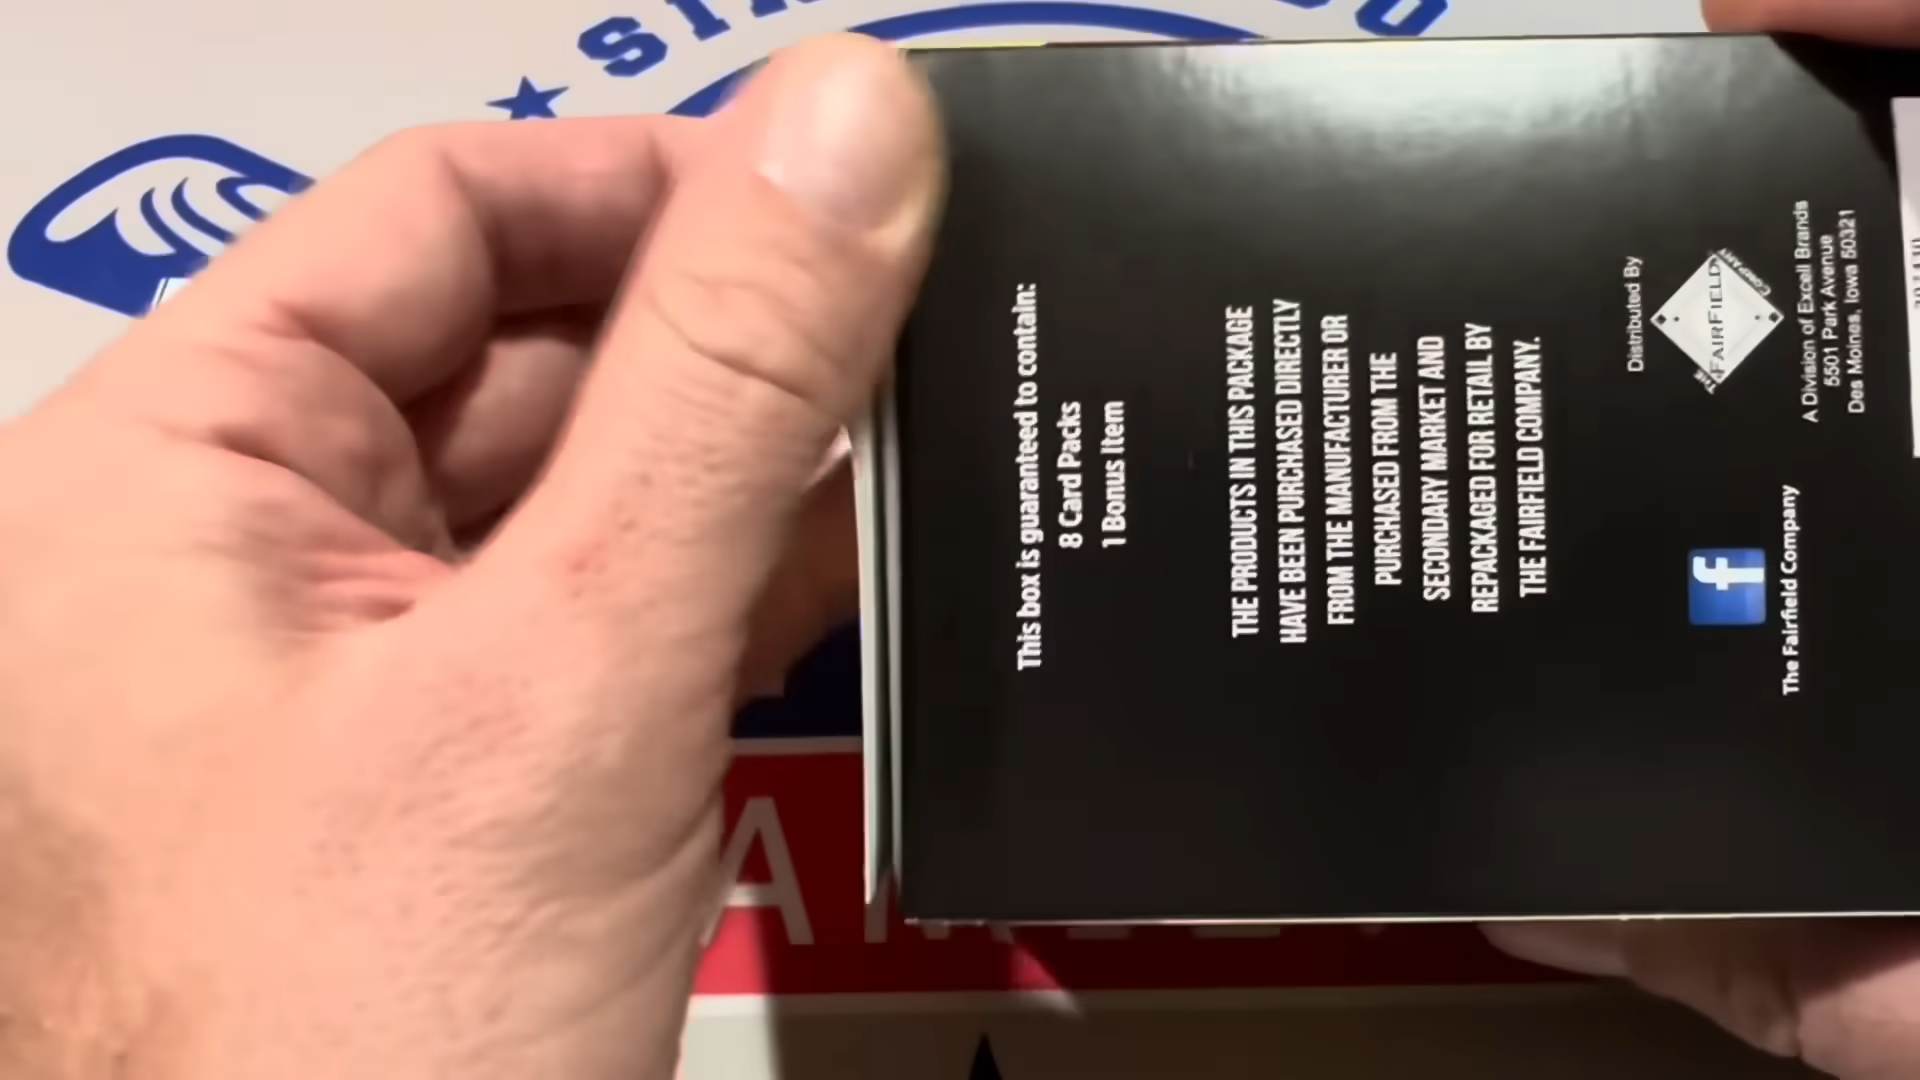 This box is guaranteed to contain:
8 Card Packs
1 Bonus Item
THE PRODUCTS IN THIS PACKAGE
HAVE BEEN PURCHASED DIRECTLY
FROM THE MANUFACTURER OR
PURCHASED FROM THE
SECONDARY MARKET AND
REPACKAGED FOR RETAIL BY
THE FAIRFIELD COMPANY.
Distributed By
THE FAIRFIELD COMPANY
A Division of Excell Brands
5501 Park Avenue
Des Moines, Iowa 50321
f
The Fairfield Company